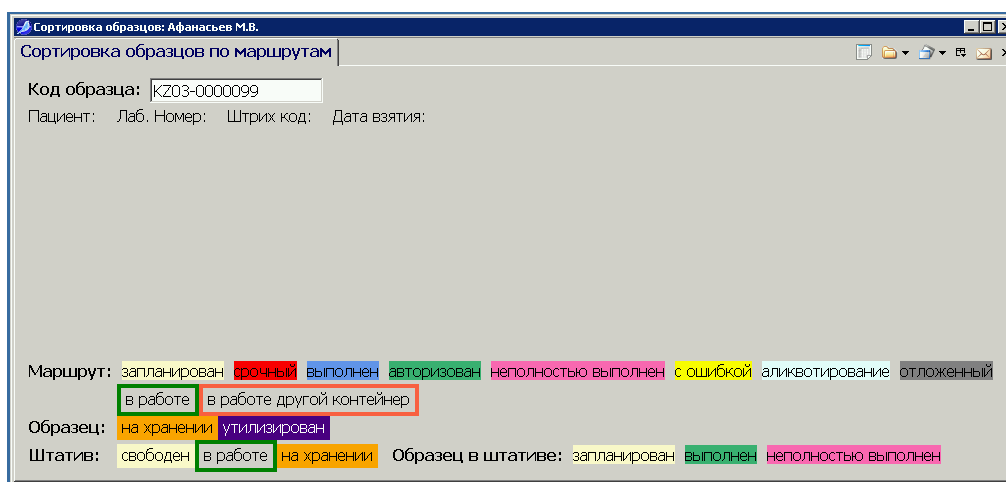 Сортировка образцов: Афанасьев М.В.
Сортировка образцов по маршрутам
Код образца: KZ03-0000099
Пациент: Лаб. Номер: Штрих код: Дата взятия:
Маршрут: запланирован срочный выполнен авторизован неполностью выполнен с ошибкой аликвотирование отложенный
в работе в работе другой контейнер
Образец: на хранении утилизирован
Штатив: свободен в работе на хранении Образец в штативе: запланирован выполнен неполностью выполнен